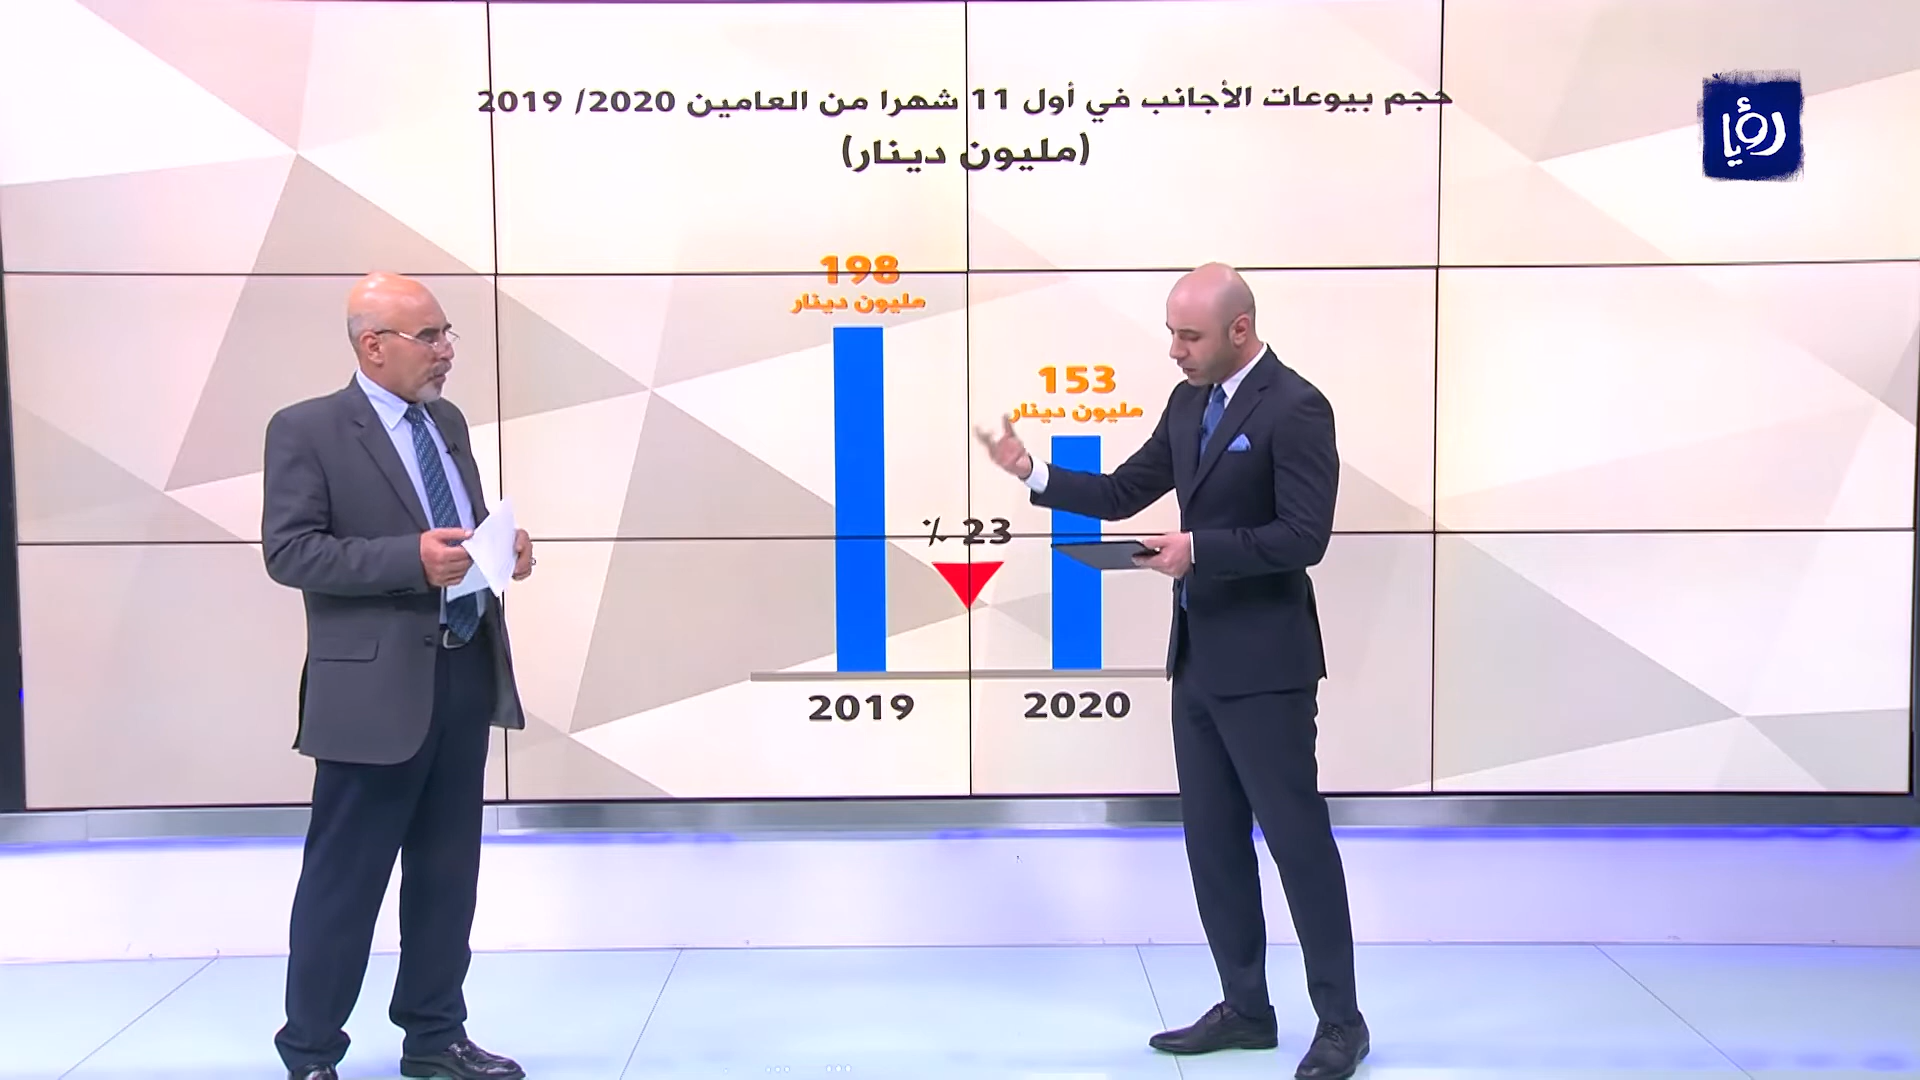 حجم بيوعات الأجانب في أول 11 شهرا من العامين 2020/ 2019
(مليون دينار)
رؤيا
198
مليون دينار
153
مليون دينار
23 ٪
2019
2020